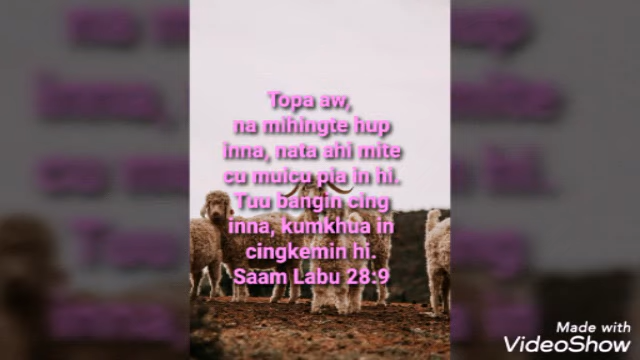 Topa aw,
na mihingte hup
inna, nata ahi mite
cu muicu pia in hi.
Tuu bangin cing
inna, kumkhua in
cingkemin hi.
Saam Labu 28:9
Made with
VideoShow